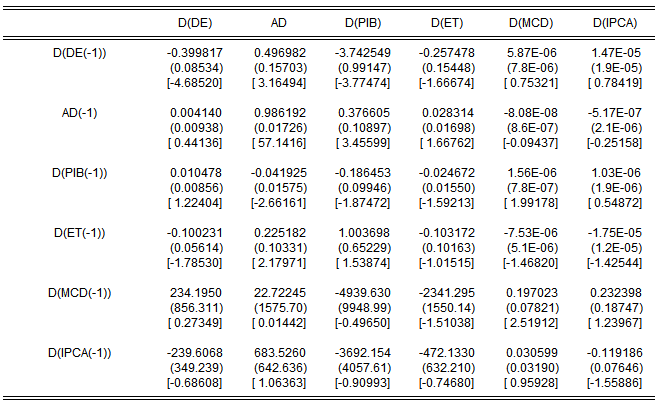 D(DE) AD D(PIB) D(ET) D(MCD) D(IPCA)
D(DE(-1)) -0.399817 0.496982 -3.742549 -0.257478 5.87E-06 1.47E-05
(0.08534) (0.15703) (0.99147) (0.15448) (7.8E-06) (1.9E-05)
[-4.68520] [ 3.16494] [-3.77474] [-1.66674] [ 0.75321] [ 0.78419]
AD(-1) 0.004140 0.986192 0.376605 0.028314 -8.08E-08 -5.17E-07
(0.00938) (0.01726) (0.10897) (0.01698) (8.6E-07) (2.1E-06)
[ 0.44136] [ 57.1416] [ 3.45599] [ 1.66762] [-0.09437] [-0.25158]
D(PIB(-1)) 0.010478 -0.041925 -0.186453 -0.024672 1.56E-06 1.03E-06
(0.00856) (0.01575) (0.09946) (0.01550) (7.8E-07) (1.9E-06)
[ 1.22404] [-2.66161] [-1.87472] [-1.59213] [ 1.99178] [ 0.54872]
D(ET(-1)) -0.100231 0.225182 1.003698 -0.103172 -7.53E-06 -1.75E-05
(0.05614) (0.10331) (0.65229) (0.10163) (5.1E-06) (1.2E-05)
[-1.78530] [ 2.17971] [ 1.53874] [-1.01515] [-1.46820] [-1.42544]
D(MCD(-1)) 234.1950 22.72245 -4939.630 -2341.295 0.197023 0.232398
(856.311) (1575.70) (9948.99) (1550.14) (0.07821) (0.18747)
[ 0.27349] [ 0.01442] [-0.49650] [-1.51038] [ 2.51912] [ 1.23967]
D(IPCA(-1)) -239.6068 683.5260 -3692.154 -472.1330 0.030599 -0.119186
(349.239) (642.636) (4057.61) (632.210) (0.03190) (0.07646)
[-0.68608] [ 1.06363] [-0.90993] [-0.74680] [ 0.95928] [-1.55886]